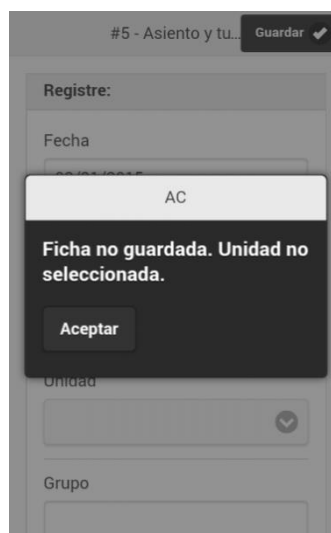 #5 - Asiento y tu...
Guardar
Registre:
Fecha
AC
Ficha no guardada. Unidad no
seleccionada.
Aceptar
Unidad
Grupo